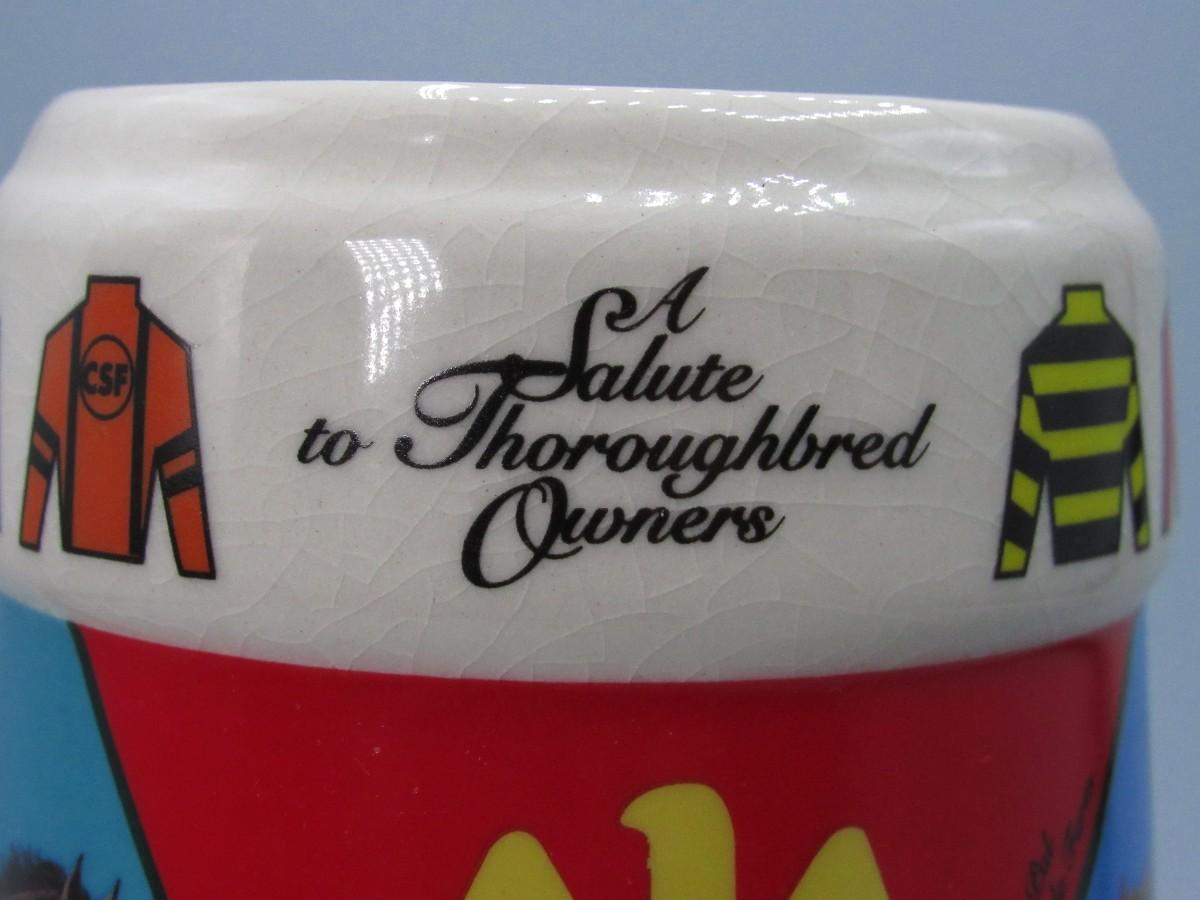 A
Salute
to Thoroughbred
Owners
CSF